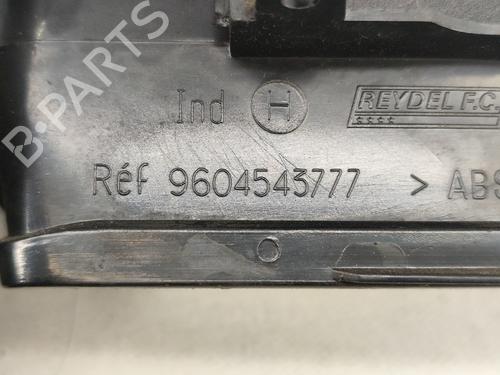 Ind H REYDEL F.G
Réf 9604543777 > ABS
B-PARTS